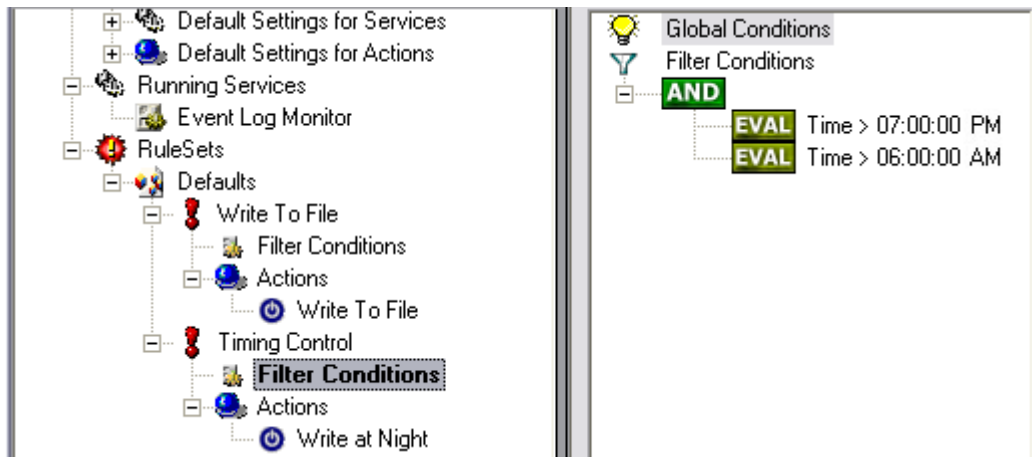 Default Settings for Services
Default Settings for Actions
Running Services
Event Log Monitor
RuleSets
Defaults
Write To File
Filter Conditions
Actions
Write To File
Timing Control
Filter Conditions
Actions
Write at Night
Global Conditions
Filter Conditions
AND
EVAL Time > 07:00:00 PM
EVAL Time > 06:00:00 AM